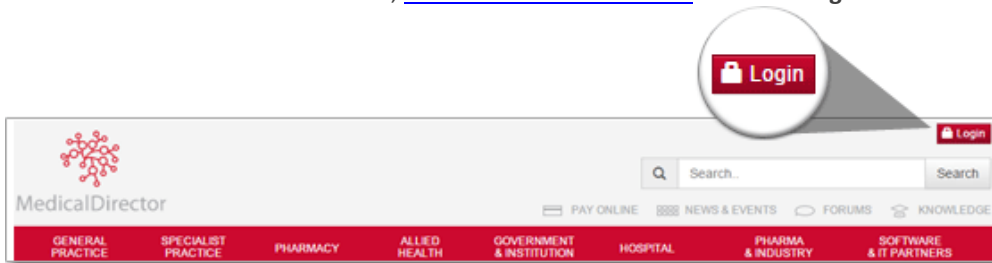 Login
Login
Search.. Search
MedicalDirector
PAY ONLINE NEWS & EVENTS FORUMS KNOWLEDGE
GENERAL PRACTICE SPECIALIST PRACTICE PHARMACY ALLIED HEALTH GOVERNMENT & INSTITUTION HOSPITAL PHARMA & INDUSTRY SOFTWARE & IT PARTNERS